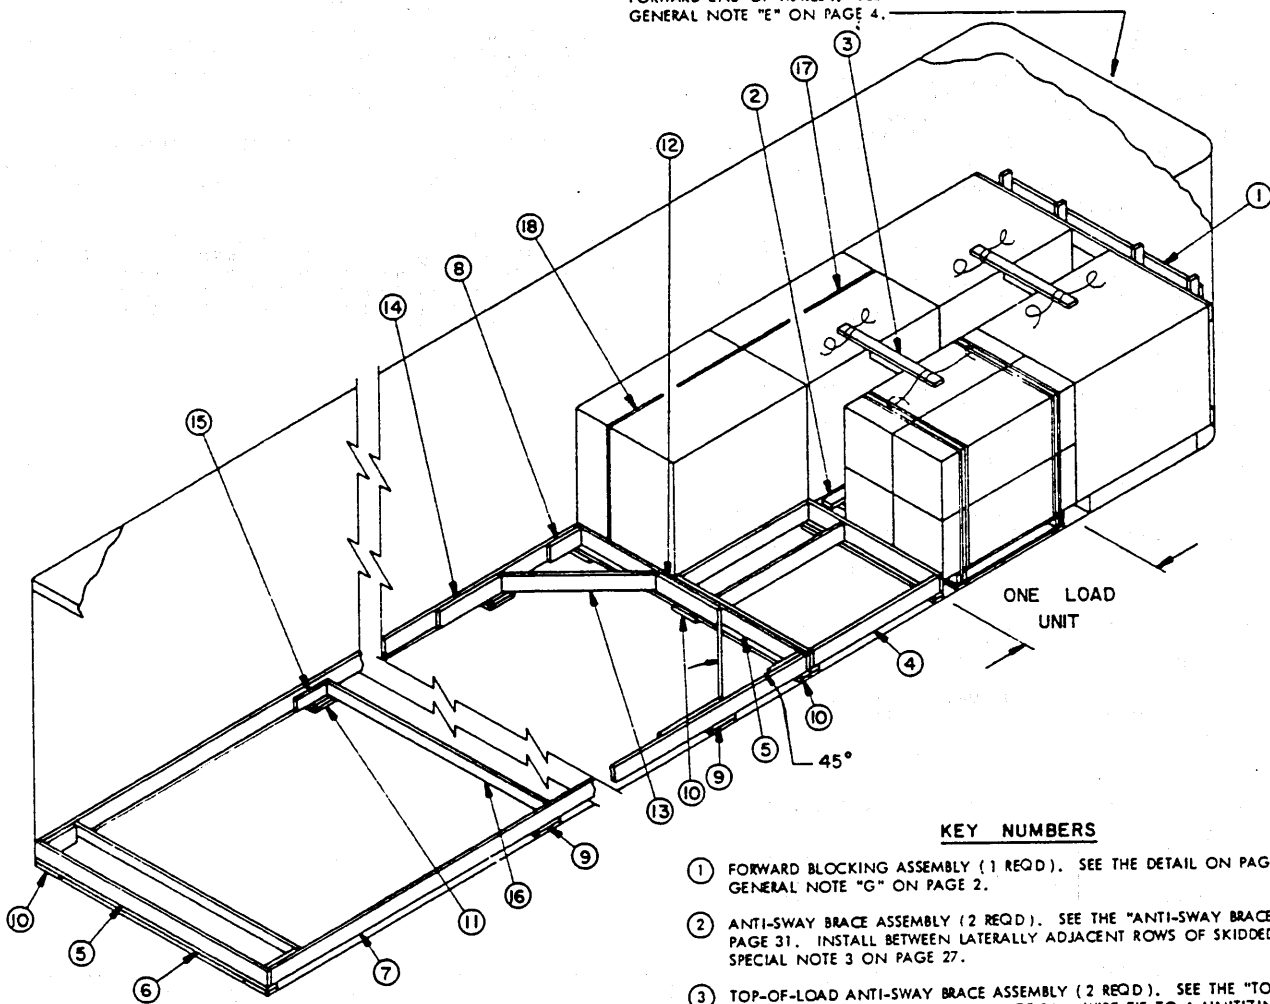 GENERAL NOTE "E" ON PAGE 4.
3
17
2
12
1
18
8
14
15
ONE LOAD
UNIT
4
10
5
45°
9
10
13
9
16
11
10
5
6
7
KEY NUMBERS
1 FORWARD BLOCKING ASSEMBLY (1 REQD). SEE THE DETAIL ON PAG
GENERAL NOTE "G" ON PAGE 2.
2 ANTI-SWAY BRACE ASSEMBLY (2 REQD). SEE THE "ANTI-SWAY BRACE
PAGE 31. INSTALL BETWEEN LATERALLY ADJACENT ROWS OF SKIDDED
SPECIAL NOTE 3 ON PAGE 27.
3 TOP-OF-LOAD ANTI-SWAY BRACE ASSEMBLY (2 REQD). SEE THE "TO